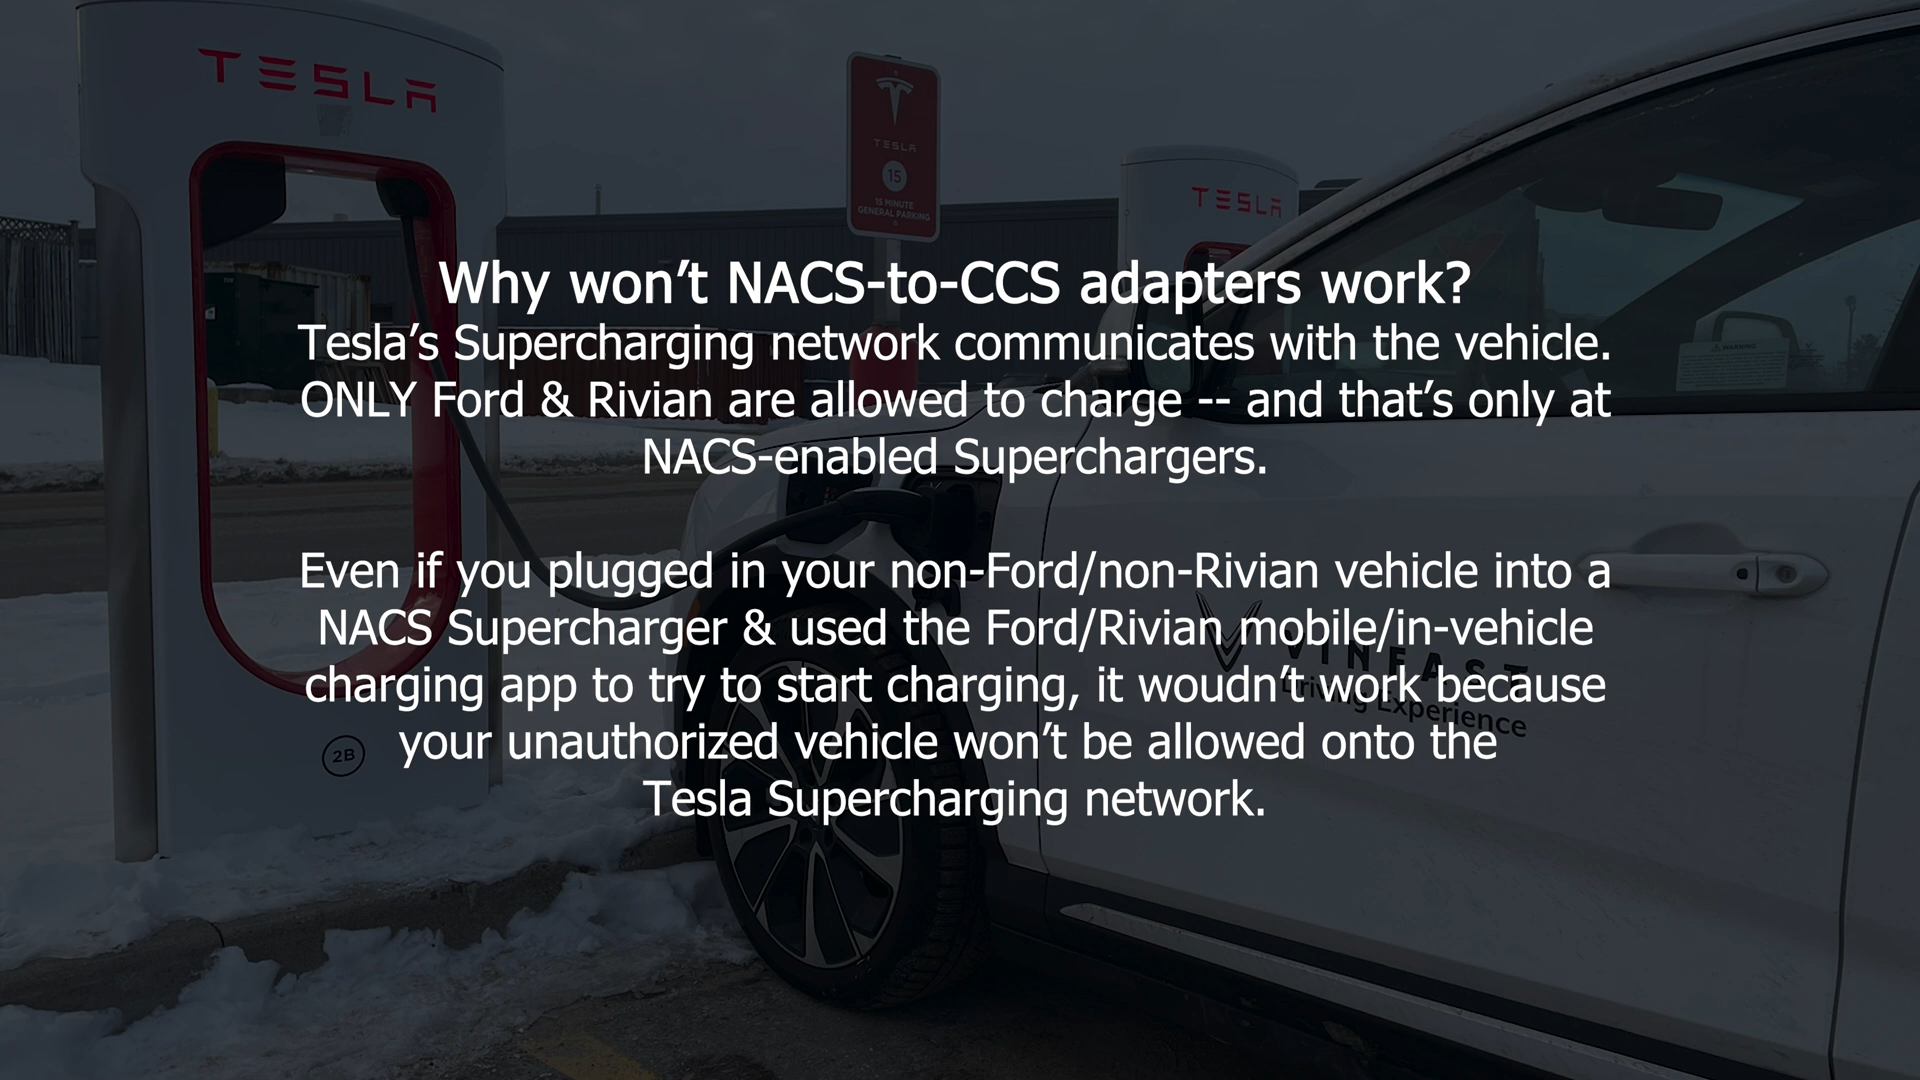 TESLA
TESLA
15
15 MINUTE
GENERAL PARKING
TESLA
Why won’t NACS-to-CCS adapters work?
Tesla’s Supercharging network communicates with the vehicle.
ONLY Ford & Rivian are allowed to charge -- and that’s only at
NACS-enabled Superchargers.
Even if you plugged in your non-Ford/non-Rivian vehicle into a
NACS Supercharger & used the Ford/Rivian mobile/in-vehicle
charging app to try to start charging, it woudn’t work because
your unauthorized vehicle won’t be allowed onto the
Tesla Supercharging network.
VINFAST
Driving Experience
2B
WARNING